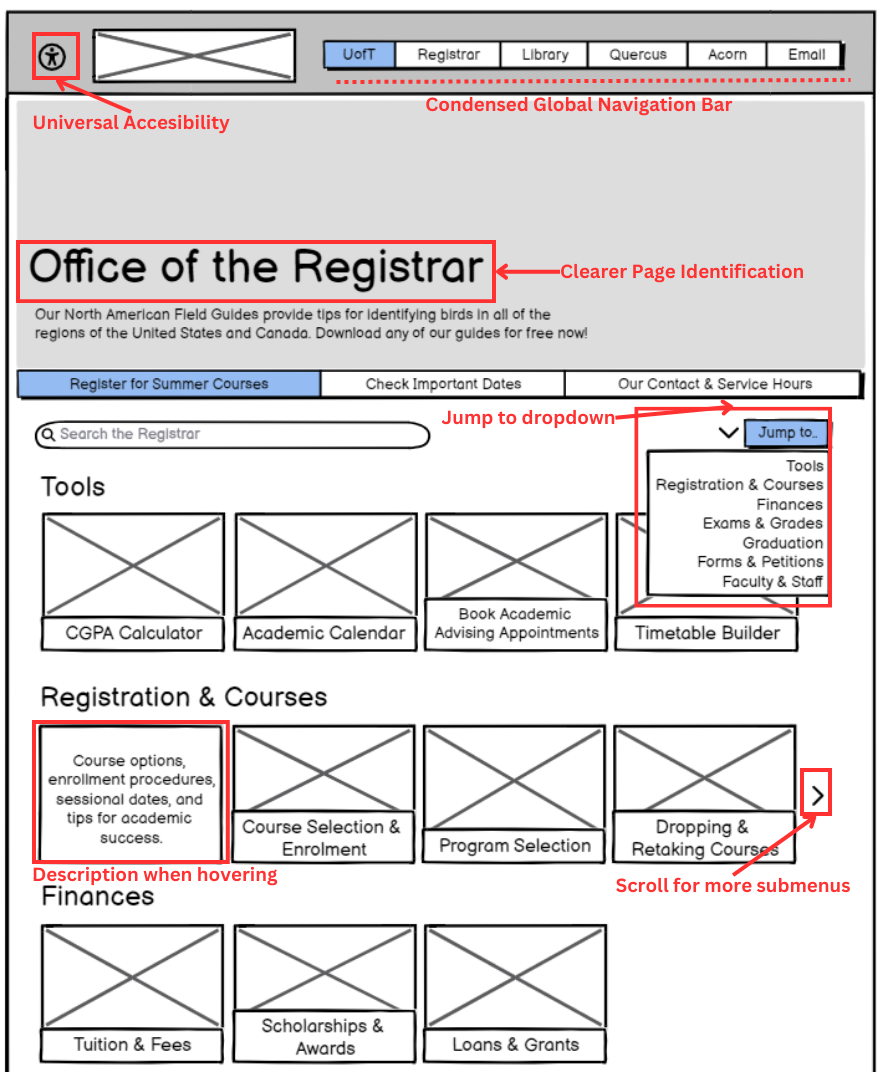 UofT
Registrar
Library
Quercus
Acorn
Email
Condensed Global Navigation Bar
Universal Accesibility
Office of the Registrar
Clearer Page Identification
Our North American Field Guides provide tips for identifying birds in all of the
regions of the United States and Canada. Download any of our guides for free now!
Register for Summer Courses
Check Important Dates
Our Contact & Service Hours
Jump to dropdown
Search the Registrar
Jump to..
Tools
Registration & Courses
Finances
Exams & Grades
Graduation
Forms & Petitions
Faculty & Staff
Tools
CGPA Calculator
Academic Calendar
Book Academic
Advising Appointments
Timetable Builder
Registration & Courses
Course options,
enrollment procedures,
sessional dates, and
tips for academic
success.
Course Selection &
Enrolment
Program Selection
Dropping &
Retaking Courses
Description when hovering
Scroll for more submenus
Finances
Tuition & Fees
Scholarships &
Awards
Loans & Grants